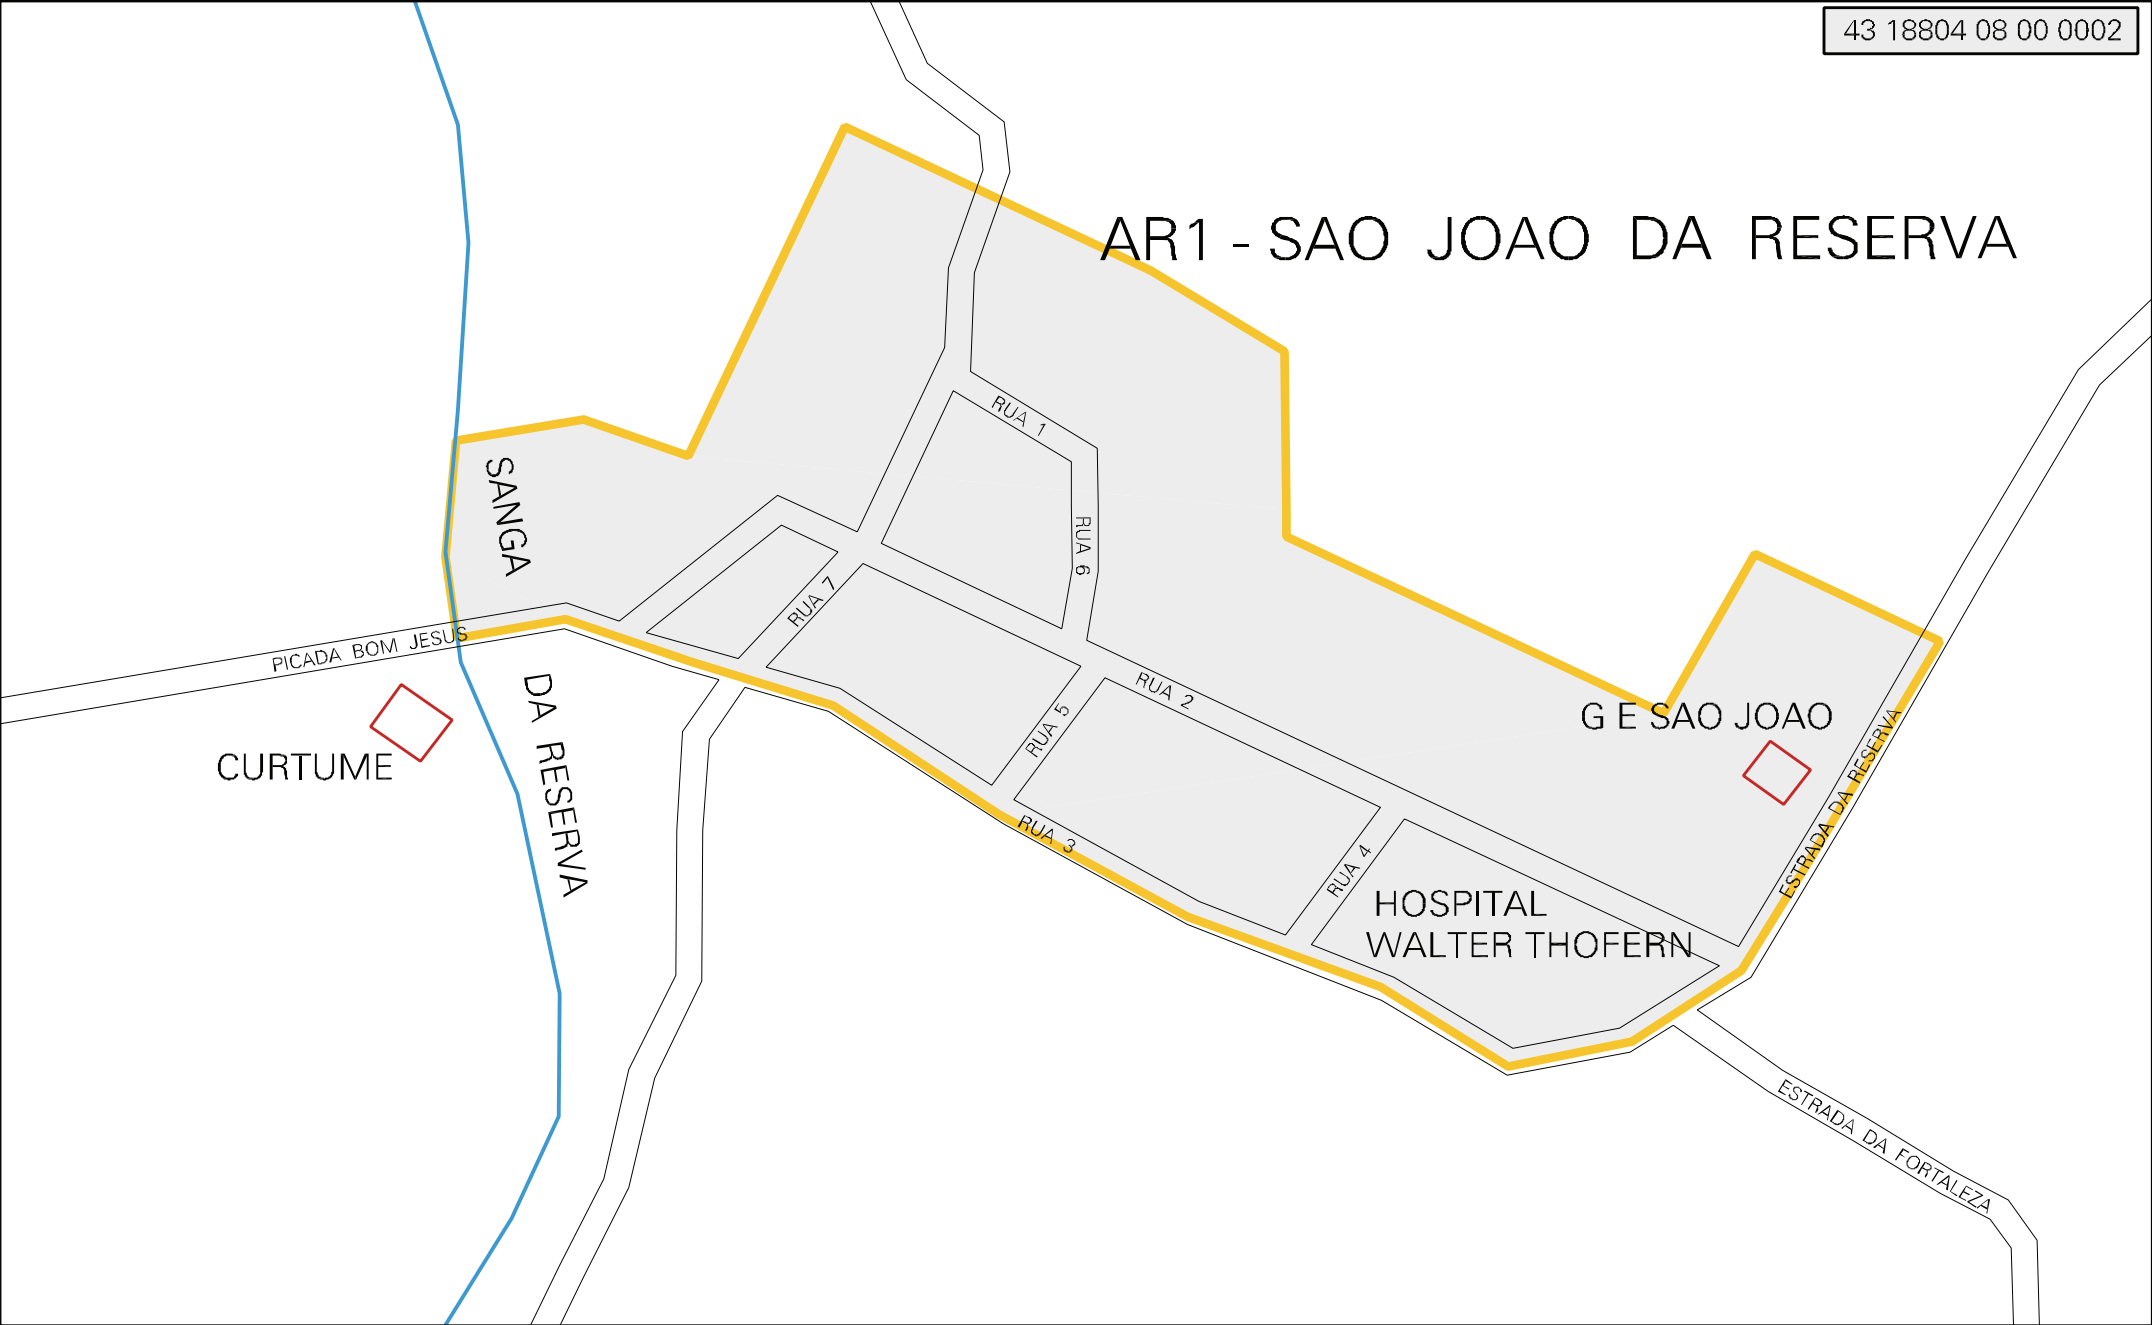 43 18804 08 00 0002
AR1 - SAO JOAO DA RESERVA
RUA 1
SANGA
RUA 6
RUA 7
PICADA BOM JESUS
RUA 2
DA RESERVA
RUA 5
G E SAO JOAO
CURTUME
ESTRADA DA RESERVA
RUA 3
RUA 4
HOSPITAL
WALTER THOFERN
ESTRADA DA FORTALEZA